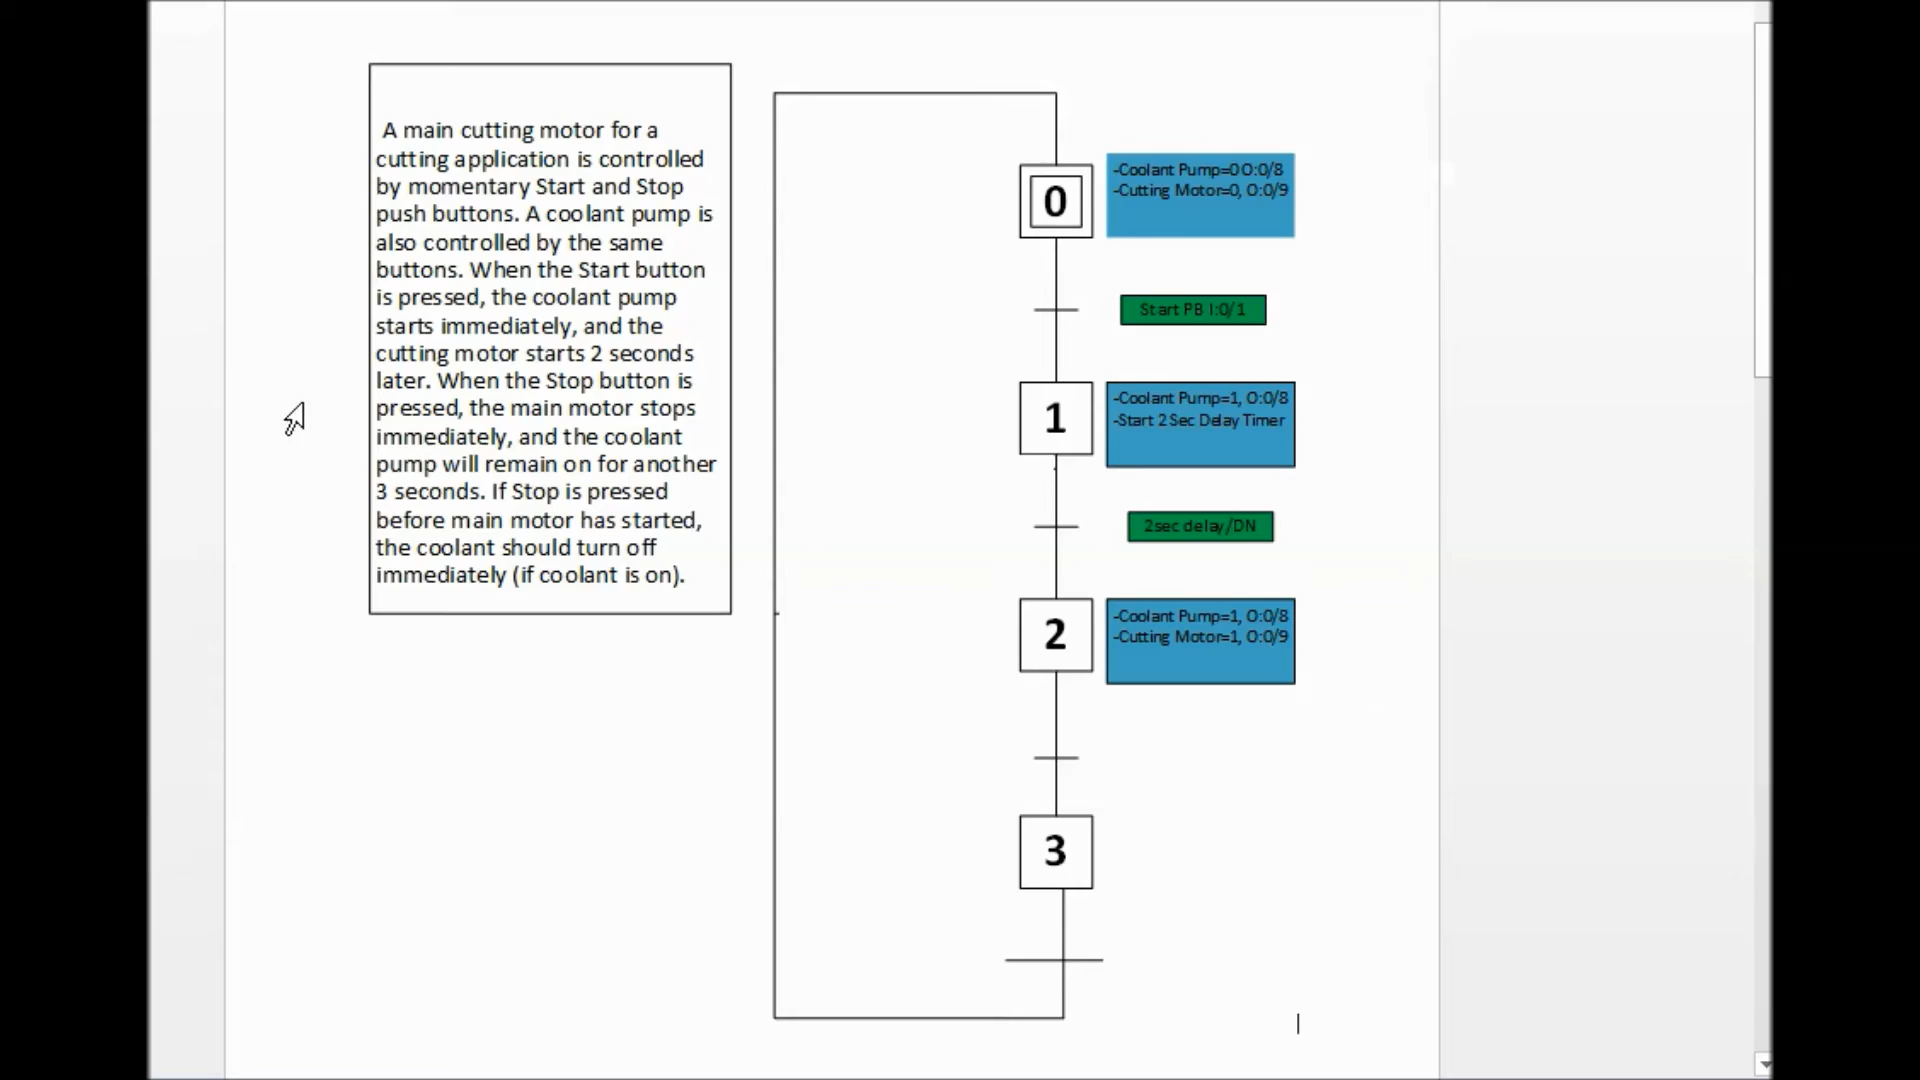 A main cutting motor for a
cutting application is controlled
by momentary Start and Stop
push buttons. A coolant pump is
also controlled by the same
buttons. When the Start button
is pressed, the coolant pump
starts immediately, and the
cutting motor starts 2 seconds
later. When the Stop button is
pressed, the main motor stops
immediately, and the coolant
pump will remain on for another
3 seconds. If Stop is pressed
before main motor has started,
the coolant should turn off
immediately (if coolant is on).
0
-Coolant Pump=0 O:0/8
-Cutting Motor=0, O:0/9
Start PB I:0/1
1
-Coolant Pump=1, O:0/8
-Start 2 Sec Delay Timer
2sec delay/DN
2
-Coolant Pump=1, O:0/8
-Cutting Motor=1, O:0/9
3